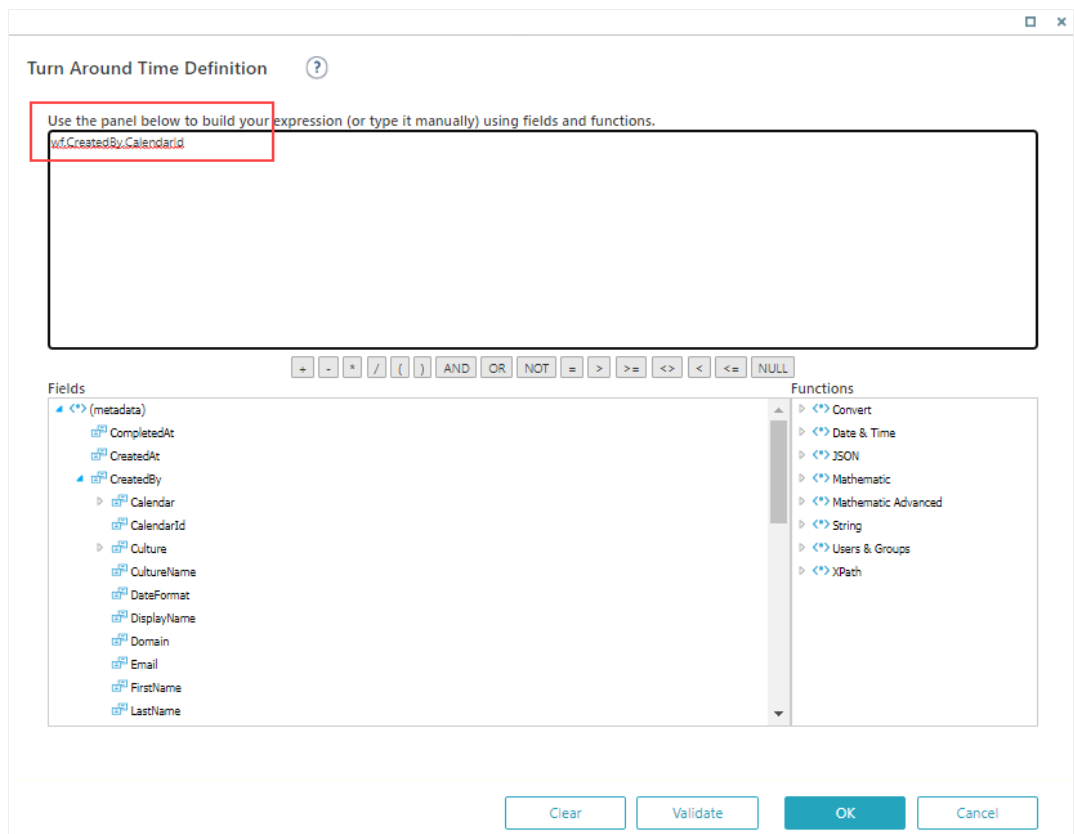 Turn Around Time Definition ?
Use the panel below to build your expression (or type it manually) using fields and functions.
wf.CreatedBy.CalendarId
+ - * / ( ) AND OR NOT = > >= <> < <= NULL
Fields
(metadata)
CompletedAt
CreatedAt
CreatedBy
Calendar
CalendarId
Culture
CultureName
DateFormat
DisplayName
Domain
Email
FirstName
LastName
Functions
Convert
Date & Time
JSON
Mathematic
Mathematic Advanced
String
Users & Groups
XPath
Clear Validate OK Cancel